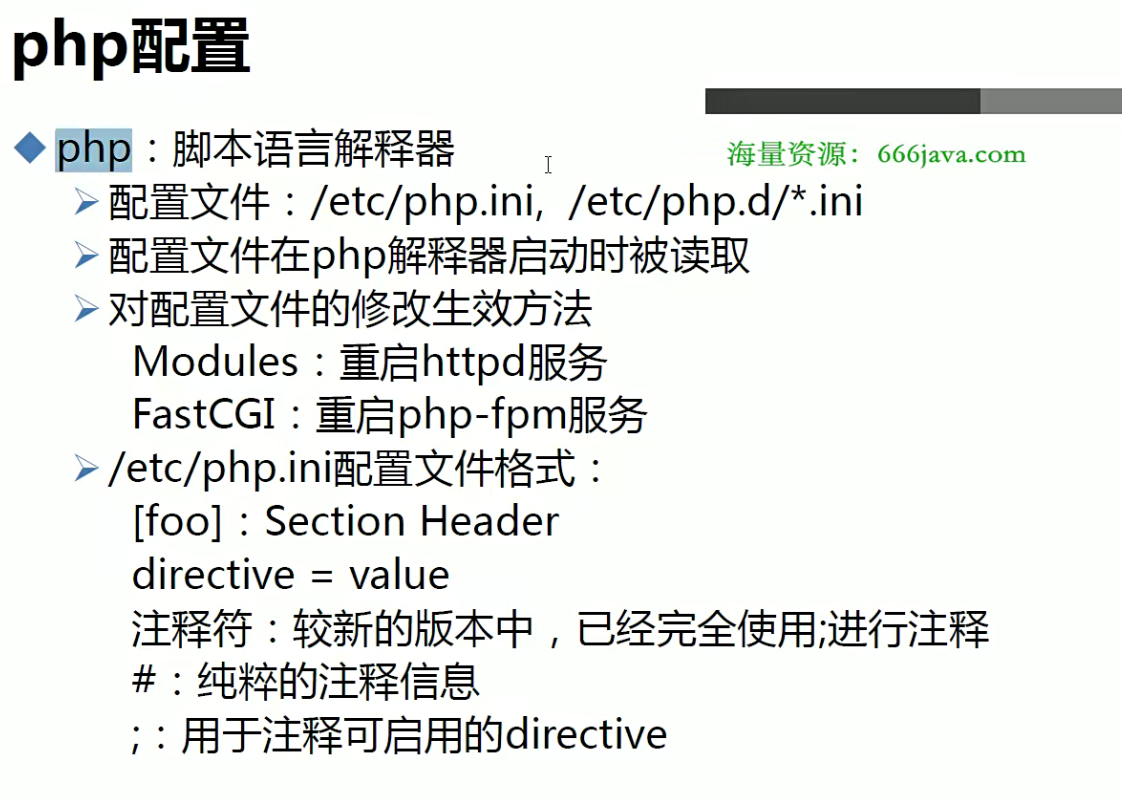 php配置
php：脚本语言解释器
海量资源：666java.com
配置文件：/etc/php.ini, /etc/php.d/*.ini
配置文件在php解释器启动时被读取
对配置文件的修改生效方法
Modules：重启httpd服务
FastCGI：重启php-fpm服务
/etc/php.ini配置文件格式：
[foo]：Section Header
directive = value
注释符：较新的版本中，已经完全使用;进行注释
#：纯粹的注释信息
;：用于注释可启用的directive